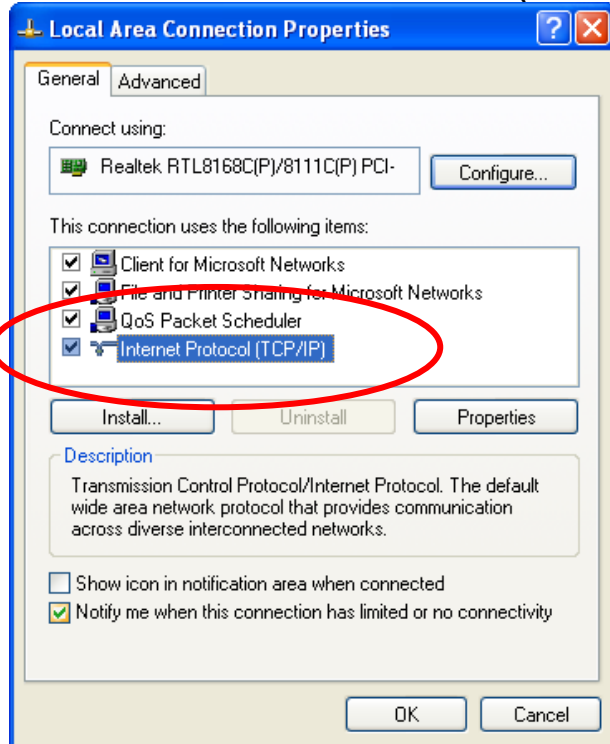 Local Area Connection Properties
General
Advanced
Connect using:
Realtek RTL8168C(P)/8111C(P) PCI-
Configure...
This connection uses the following items:
Client for Microsoft Networks
File and Printer Sharing for Microsoft Networks
QoS Packet Scheduler
Internet Protocol (TCP/IP)
Install...
Uninstall
Properties
Description
Transmission Control Protocol/Internet Protocol. The default
wide area network protocol that provides communication
across diverse interconnected networks.
Show icon in notification area when connected
Notify me when this connection has limited or no connectivity
OK
Cancel